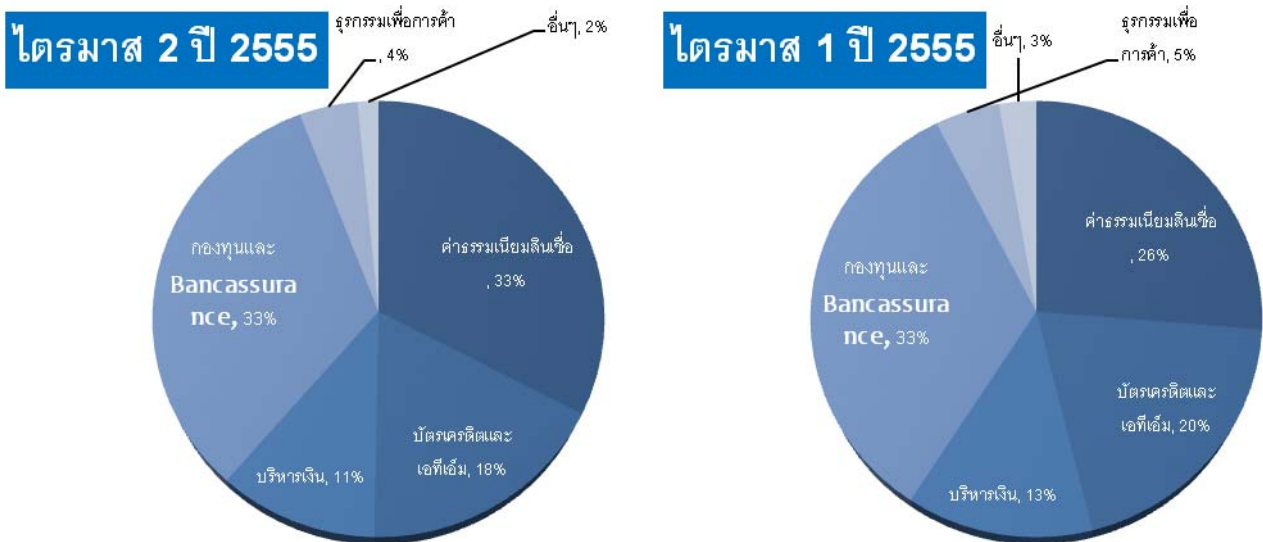 ไตรมาส 2 ปี 2555
ธุรกรรมเพื่อการค้า
, 4%
อื่นๆ, 2%
กองทุนและ
Bancassura
nce, 33%
ค่าธรรมเนียมสินเชื่อ
, 33%
บัตรเครดิตและ
เอทีเอ็ม, 18%
บริหารเงิน, 11%
ไตรมาส 1 ปี 2555
อื่นๆ, 3%
ธุรกรรมเพื่อ
การค้า, 5%
กองทุนและ
Bancassura
nce, 33%
ค่าธรรมเนียมสินเชื่อ
, 26%
บัตรเครดิตและ
เอทีเอ็ม, 20%
บริหารเงิน, 13%